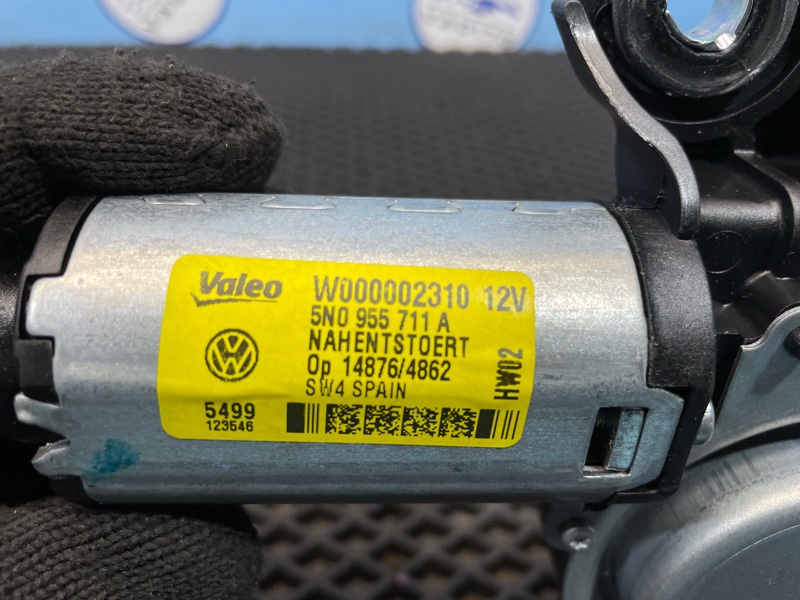 Valeo W000002310 12V
5N0 955 711 A
NAHENTSTOERT
Op 14876/4862
SW4 SPAIN
HW02
5499
123546